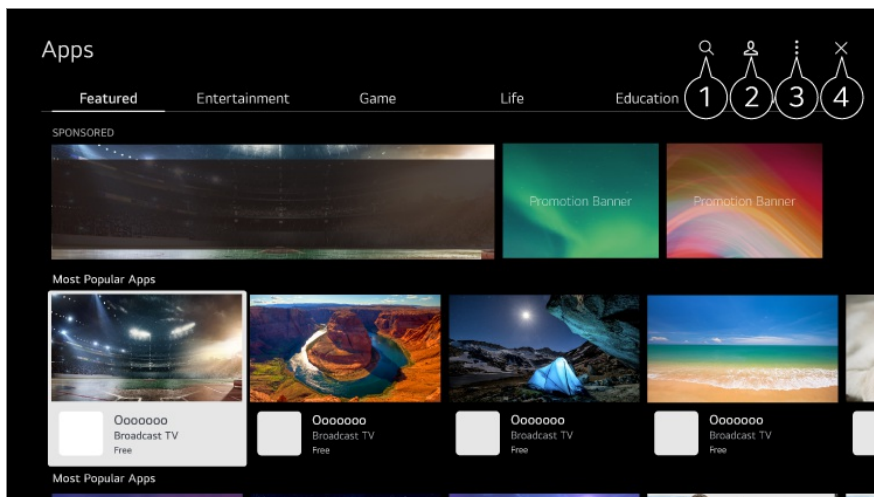 Apps
1 2 3 4
Featured Entertainment Game Life Education
SPONSORED
Promotion Banner Promotion Banner
Most Popular Apps
Ooooooo Ooooooo Ooooooo Ooooooo
Broadcast TV Broadcast TV Broadcast TV Broadcast TV
Free Free Free Free
Most Popular Apps